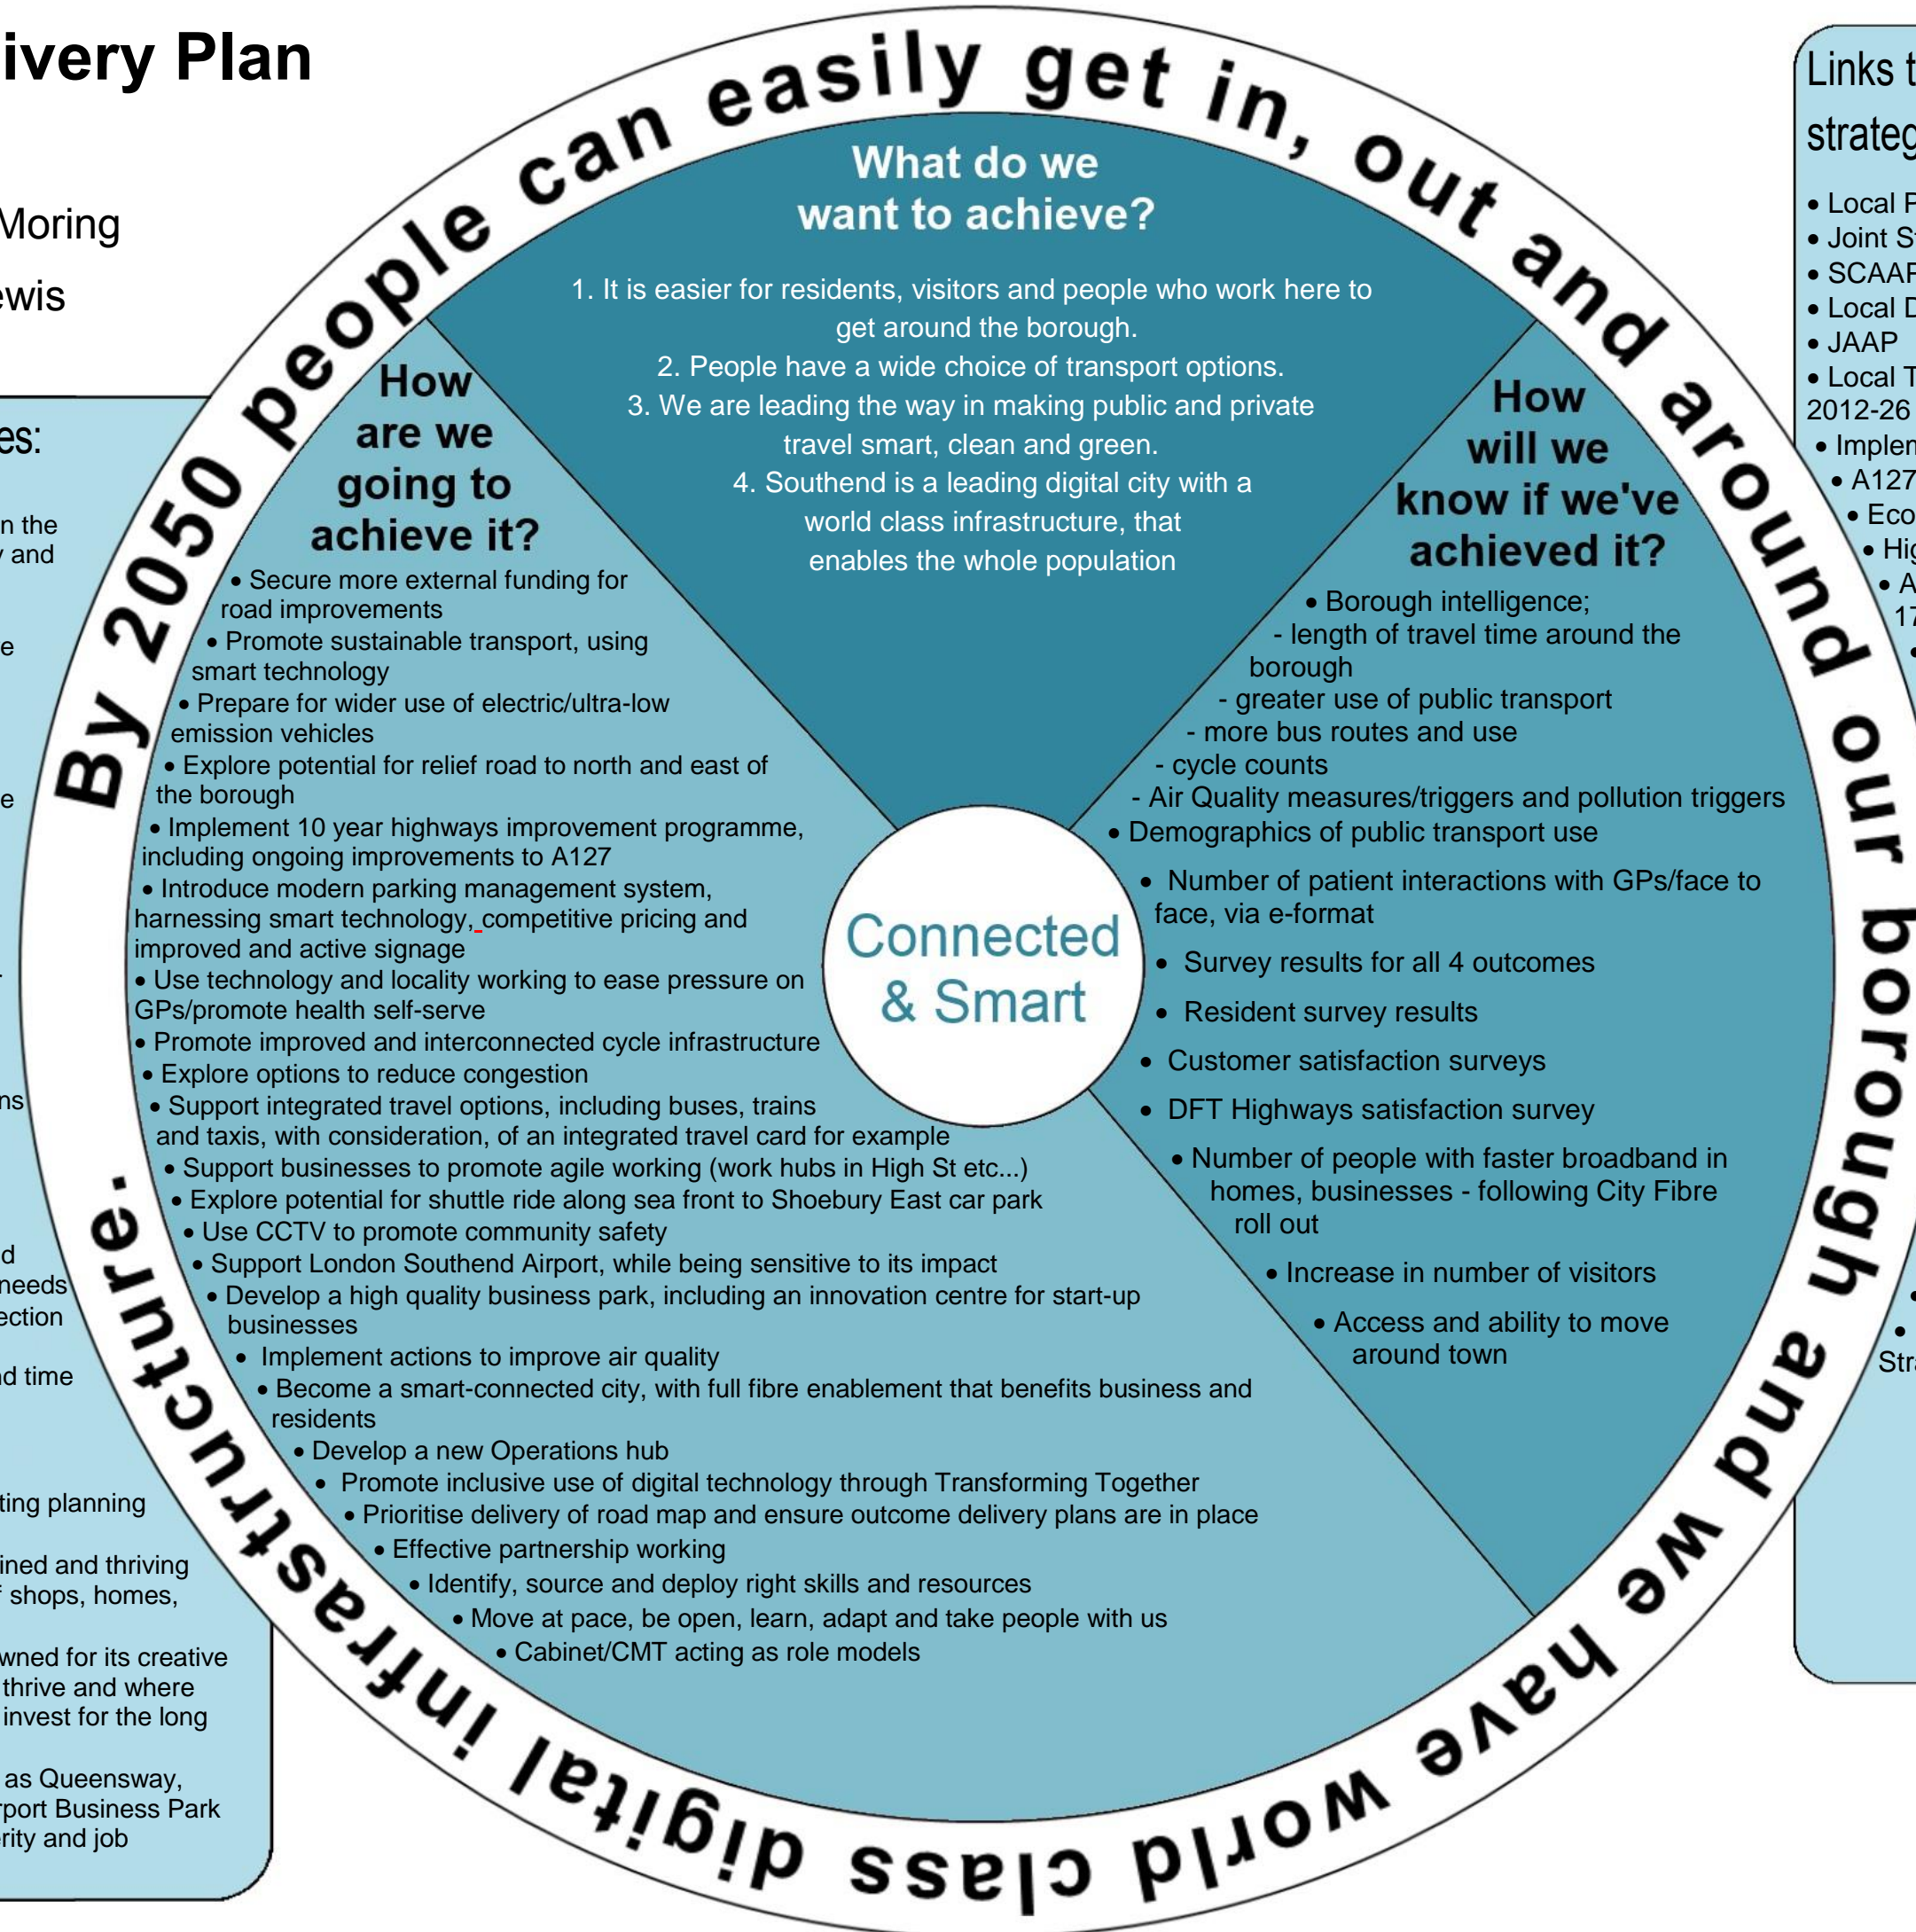 ivery Plan
Moring
ewis
es:
n the
y and
e
e
ns
d
needs
ection
d time
ting planning
ined and thriving
f shops, homes,
wned for its creative
thrive and where
invest for the long
as Queensway,
rport Business Park
erity and job
By 2050 people can easily get in, out and around our borough and we have world class digital infrastructure.
What do we
want to achieve?
1. It is easier for residents, visitors and people who work here to
get around the borough.
2. People have a wide choice of transport options.
3. We are leading the way in making public and private
travel smart, clean and green.
4. Southend is a leading digital city with a
world class infrastructure, that
enables the whole population
How
are we
going to
achieve it?
• Secure more external funding for
road improvements
• Promote sustainable transport, using
smart technology
• Prepare for wider use of electric/ultra-low
emission vehicles
• Explore potential for relief road to north and east of
the borough
• Implement 10 year highways improvement programme,
including ongoing improvements to A127
• Introduce modern parking management system,
harnessing smart technology, competitive pricing and
improved and active signage
• Use technology and locality working to ease pressure on
GPs/promote health self-serve
• Promote improved and interconnected cycle infrastructure
• Explore options to reduce congestion
• Support integrated travel options, including buses, trains
and taxis, with consideration, of an integrated travel card for example
• Support businesses to promote agile working (work hubs in High St etc...)
• Explore potential for shuttle ride along sea front to Shoebury East car park
• Use CCTV to promote community safety
• Support London Southend Airport, while being sensitive to its impact
• Develop a high quality business park, including an innovation centre for start-up
businesses
• Implement actions to improve air quality
• Become a smart-connected city, with full fibre enablement that benefits business and
residents
• Develop a new Operations hub
• Promote inclusive use of digital technology through Transforming Together
• Prioritise delivery of road map and ensure outcome delivery plans are in place
• Effective partnership working
• Identify, source and deploy right skills and resources
• Move at pace, be open, learn, adapt and take people with us
• Cabinet/CMT acting as role models
Connected
& Smart
How
will we
know if we've
achieved it?
• Borough intelligence;
- length of travel time around the
borough
- greater use of public transport
- more bus routes and use
- cycle counts
- Air Quality measures/triggers and pollution triggers
• Demographics of public transport use
• Number of patient interactions with GPs/face to
face, via e-format
• Survey results for all 4 outcomes
• Resident survey results
• Customer satisfaction surveys
• DFT Highways satisfaction survey
• Number of people with faster broadband in
homes, businesses - following City Fibre
roll out
• Increase in number of visitors
• Access and ability to move
around town
Links t
strateg
• Local P
• Joint S
• SCAAP
• Local D
• JAAP
• Local T
2012-26
• Implem
• A127
• Eco
• Hig
• A
17
•
•
•
Stra